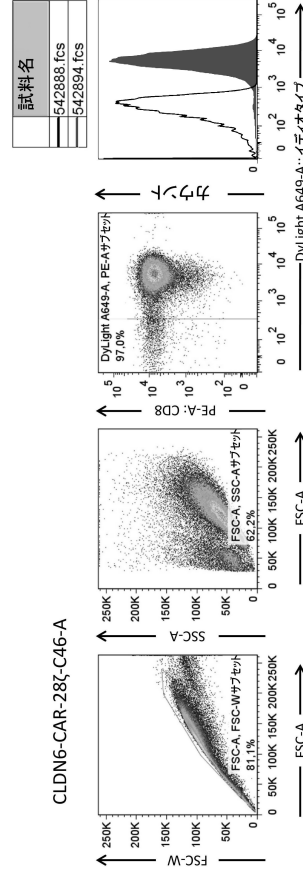 CLDN6-CAR-28ζ-C46-A
試料名
542888.fcs
542894.fcs
250K
200K
150K
100K
50K
0
FSC-W
FSC-A, FSC-Wサブセット
81,1%
0 50K 100K 150K 200K 250K
FSC-A
250K
200K
150K
100K
50K
0
SSC-A
FSC-A, SSC-Aサブセット
62,2%
0 50K 100K 150K 200K250K
FSC-A
10 5
10 4
10 3
10 2
0
PE-A: CD8
DyLight A649-A, PE-Aサブセット
97,0%
0 10 2 10 3 10 4 10 5
カウント
0
0 10 2 10 3 10 4 10 5
DyLight A649-A::イディオタイプ